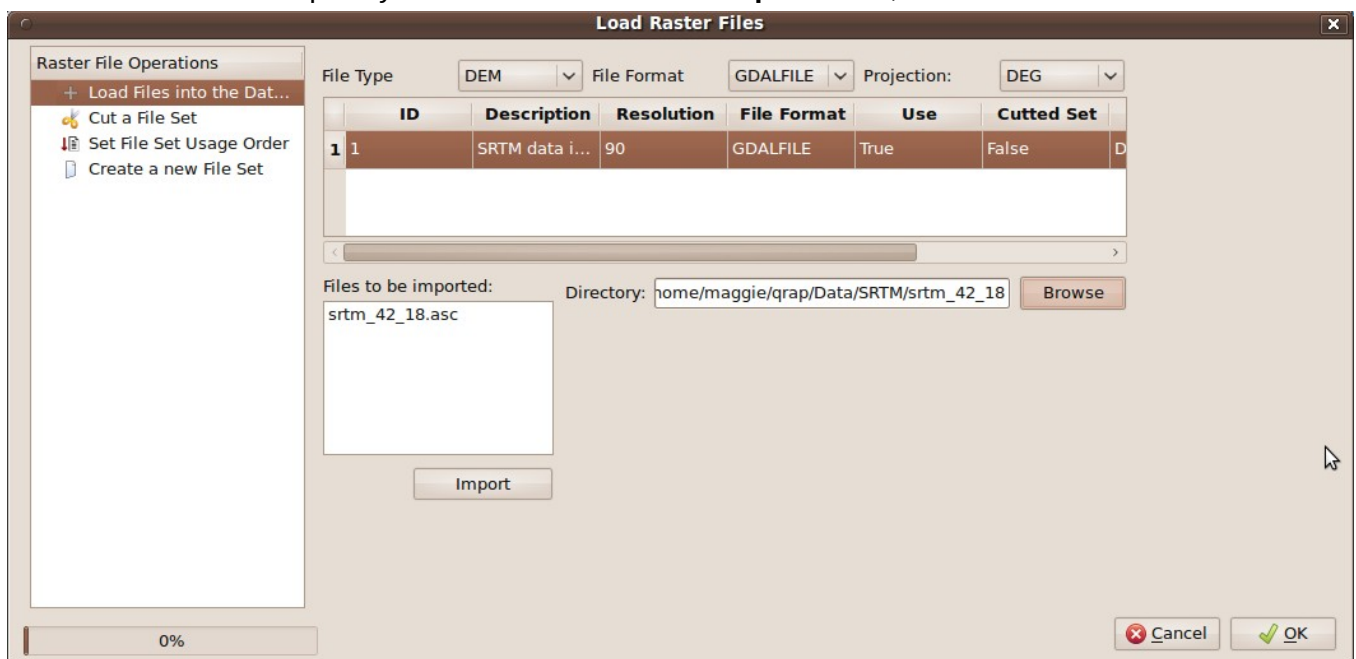 Load Raster Files
Raster File Operations
Load Files into the Dat...
Cut a File Set
Set File Set Usage Order
Create a new File Set
File Type DEM File Format GDALFILE Projection: DEG
ID Description Resolution File Format Use Cutted Set
1 1 SRTM data i... 90 GDALFILE True False D
Files to be imported:
Directory: home/maggie/qrap/Data/SRTM/srtm_42_18 Browse
srtm_42_18.asc
Import
0%
Cancel OK